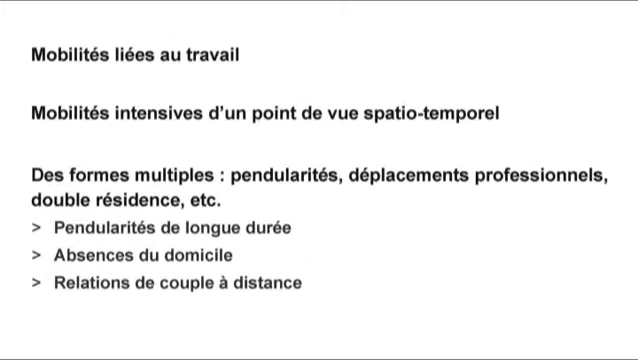 Mobilités liées au travail
Mobilités intensives d'un point de vue spatio-temporel
Des formes multiples : pendularités, déplacements professionnels,
double résidence, etc.
> Pendularités de longue durée
> Absences du domicile
> Relations de couple à distance